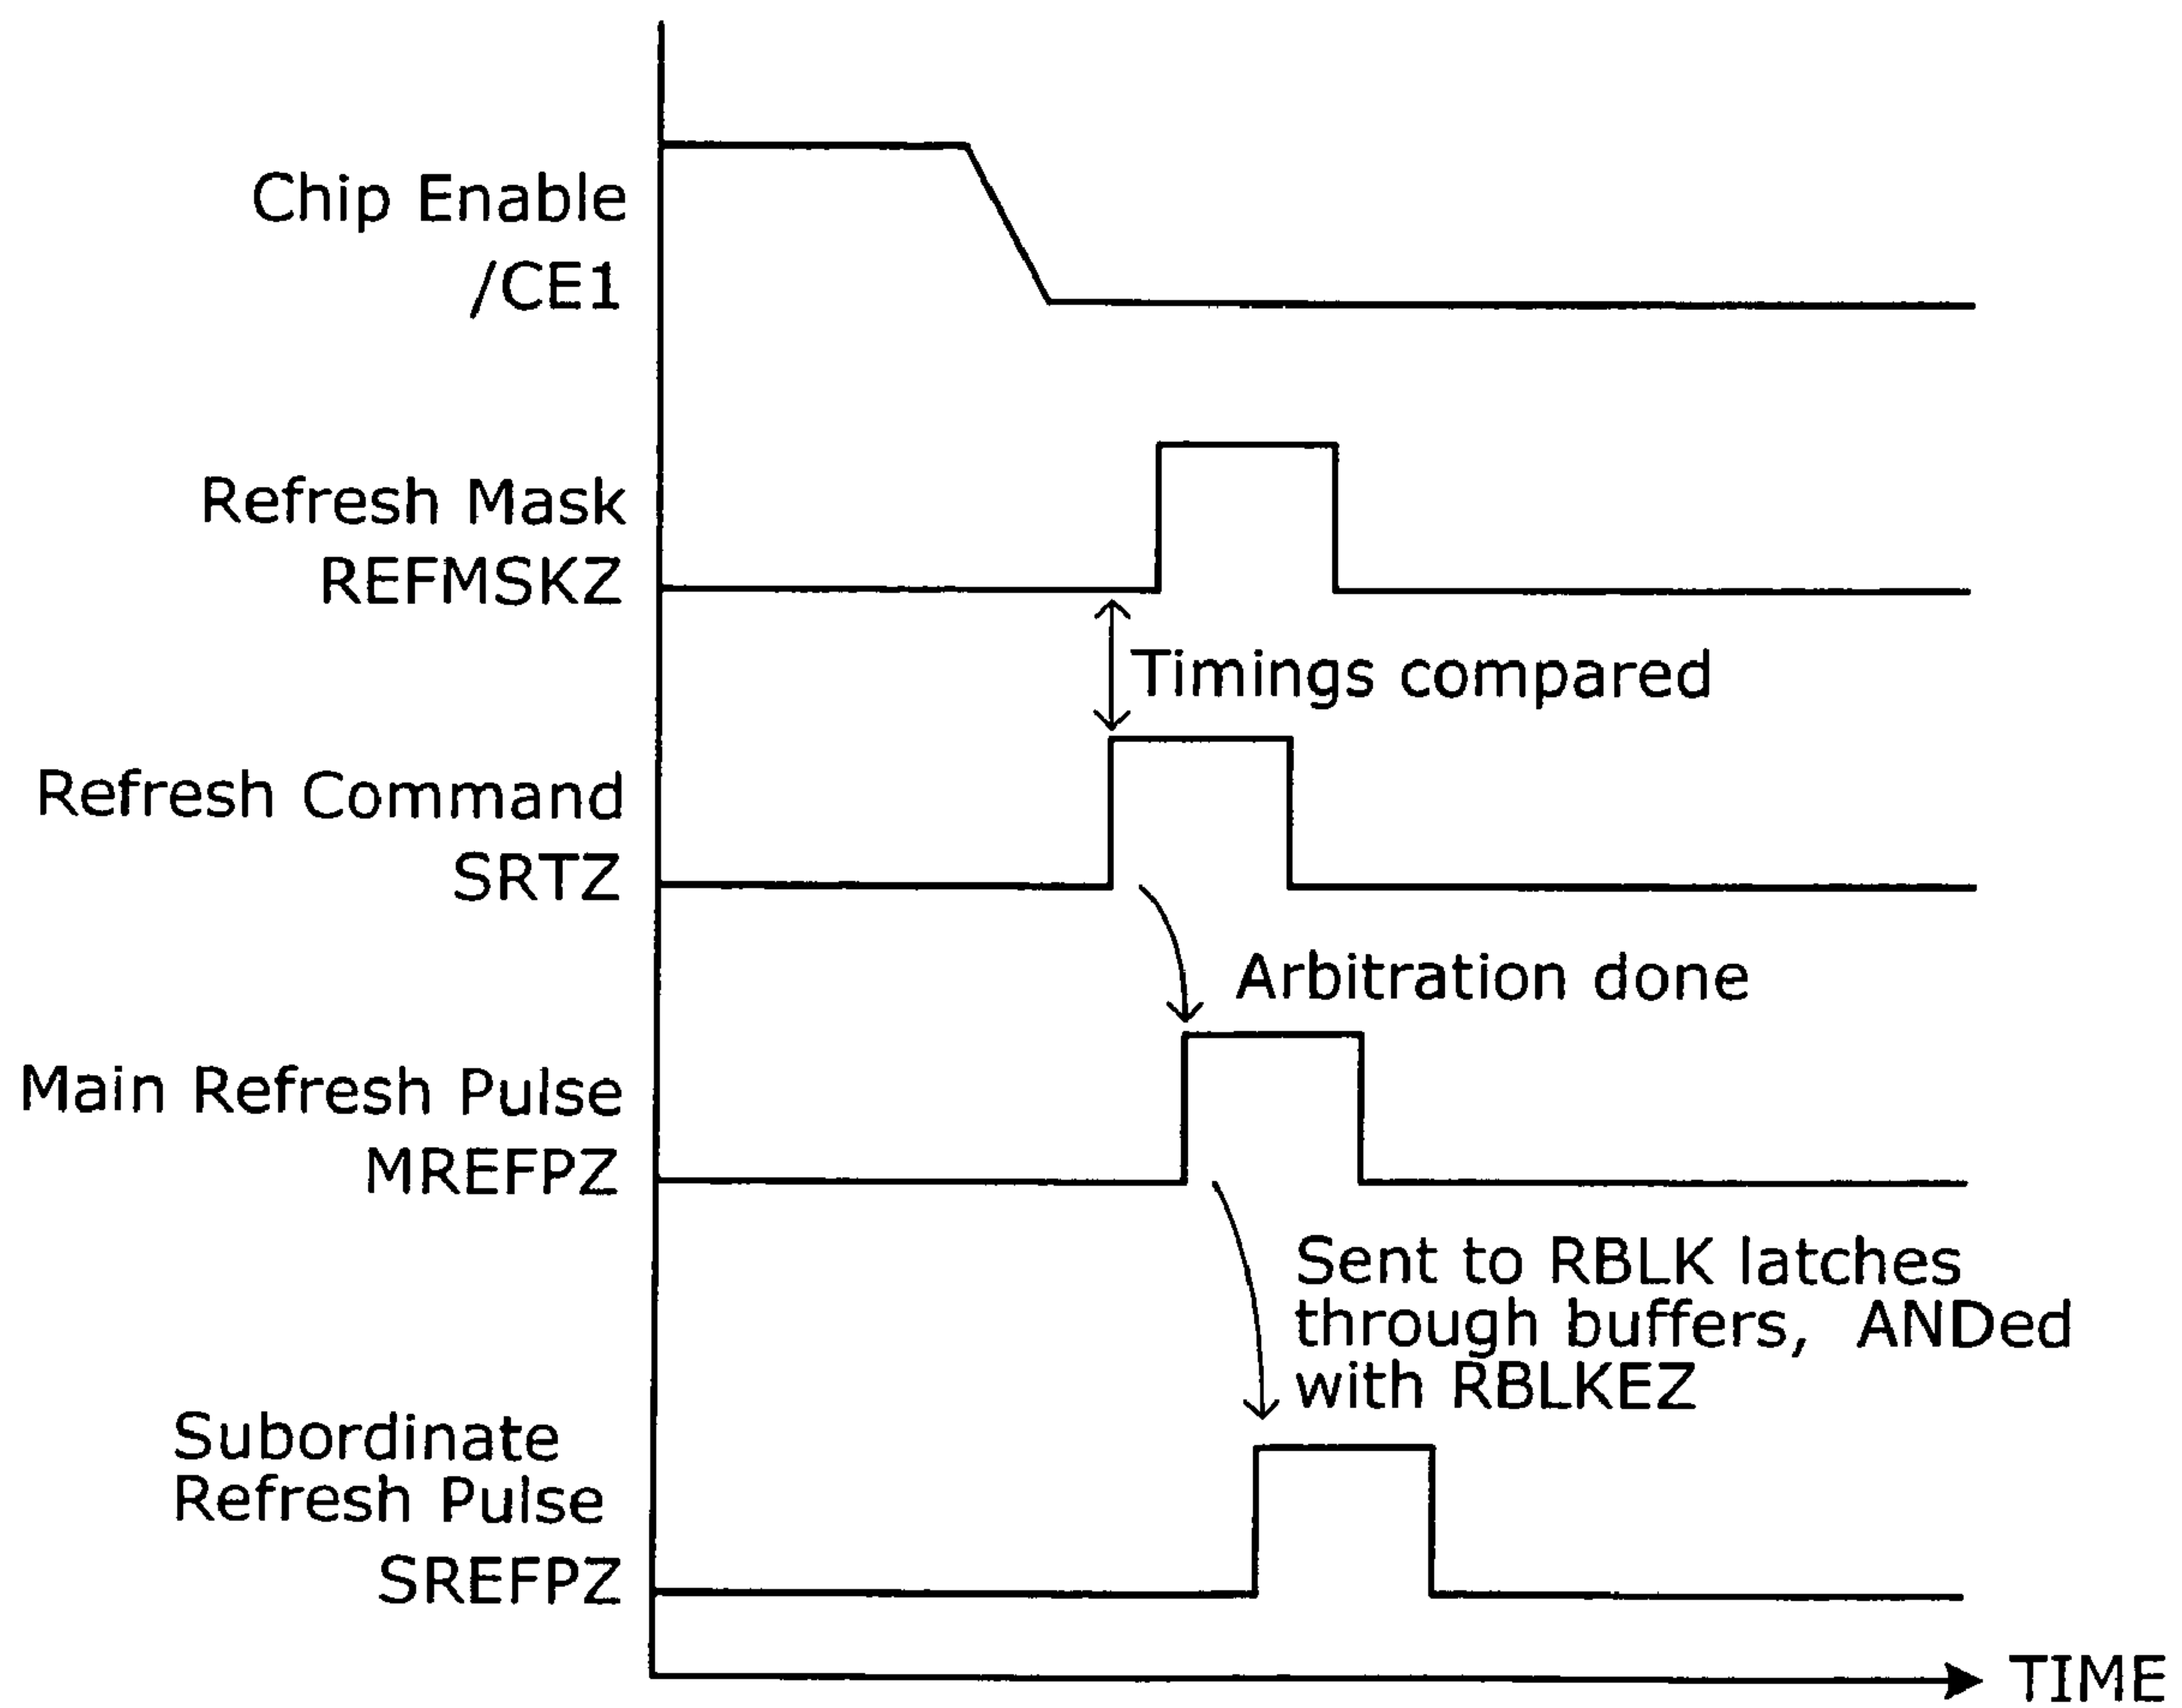 Chip Enable
/CE1
Refresh Mask
REFMSKZ
Timings compared
Refresh Command
SRTZ
Arbitration done
Main Refresh Pulse
MREFPZ
Sent to RBLK latches
through buffers, ANDed
with RBLKEZ
Subordinate
Refresh Pulse
SREFPZ
TIME